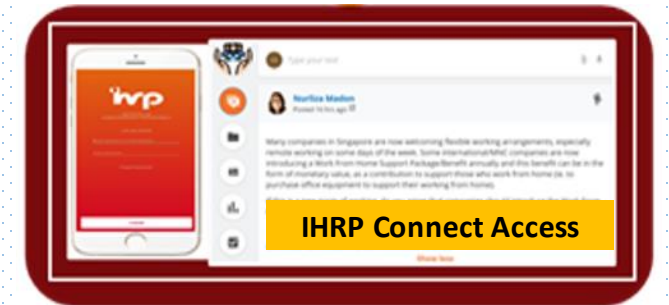 ihrp
Type your text
Nurliza Madon
Posted 16 hrs ago
Many companies in Singapore are now welcoming flexible working arrangements, especially
remote working on some days of the week. Some international/MNC companies are now
introducing a Work From Home Support Package/Benefit annually and this benefit can be in the
form of monetary value, as a contribution to support those who work from home (ie. to
purchase office equipment to support their working from home).
IHRP Connect Access
Show less